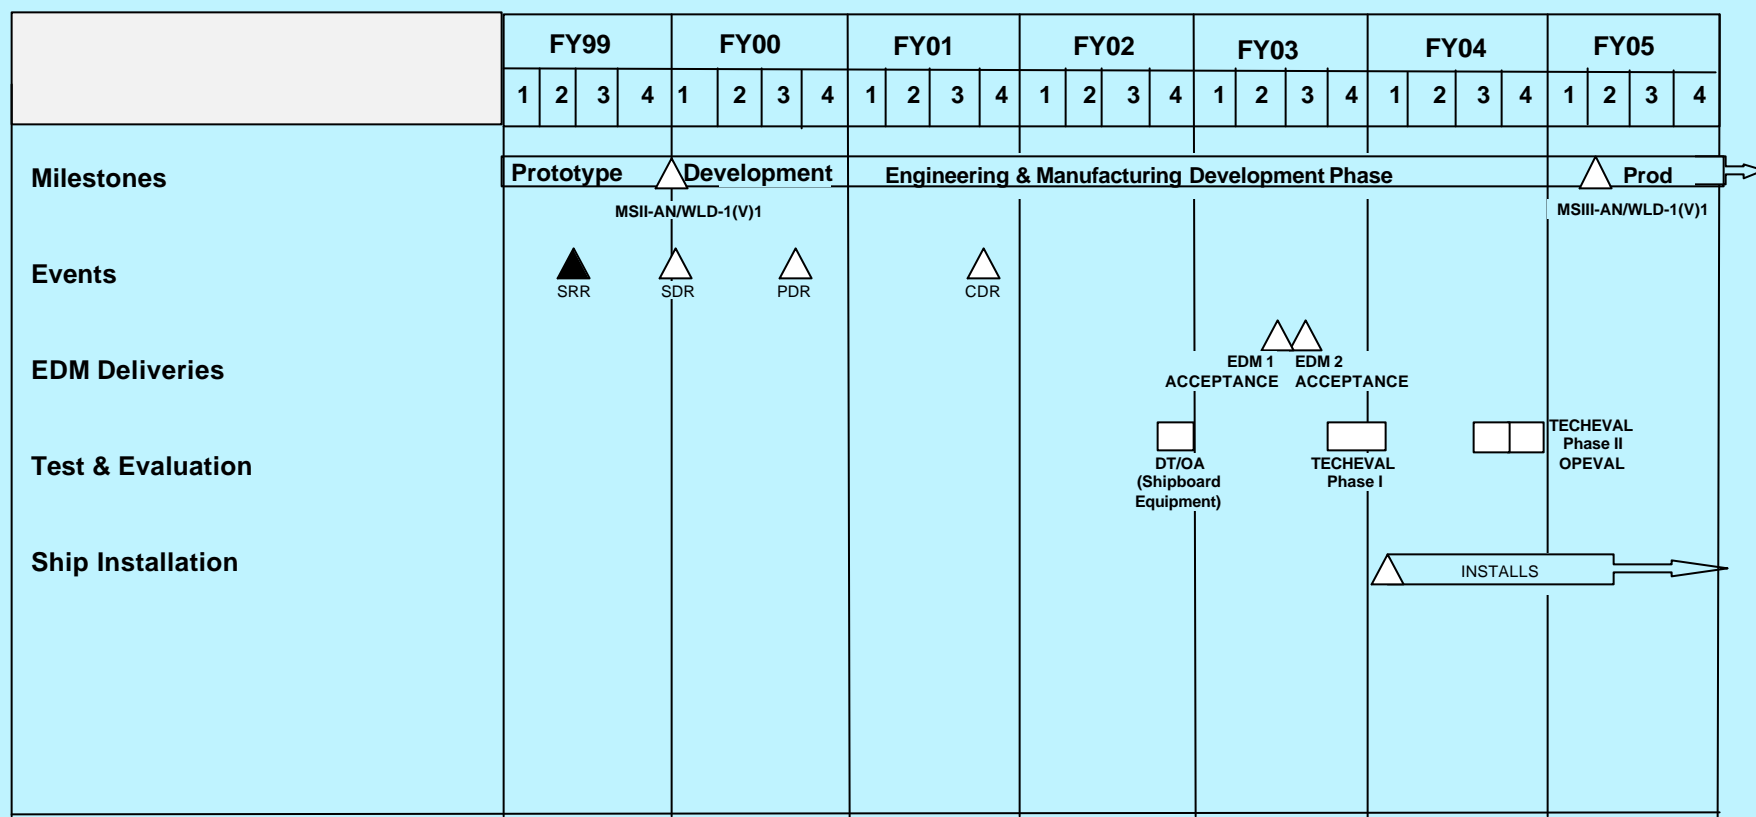 FY99 FY00 FY01 FY02 FY03 FY04 FY05
1 2 3 4 1 2 3 4 1 2 3 4 1 2 3 4 1 2 3 4 1 2 3 4 1 2 3 4
Milestones
Prototype Development Engineering & Manufacturing Development Phase Prod
MSII-AN/WLD-1(V)1 MSIII-AN/WLD-1(V)1
Events
SRR SDR PDR CDR
EDM Deliveries
EDM 1
ACCEPTANCE
EDM 2
ACCEPTANCE
Test & Evaluation
DT/OA
(Shipboard
Equipment)
TECHEVAL
Phase I
TECHEVAL
Phase II
OPEVAL
Ship Installation
INSTALLS